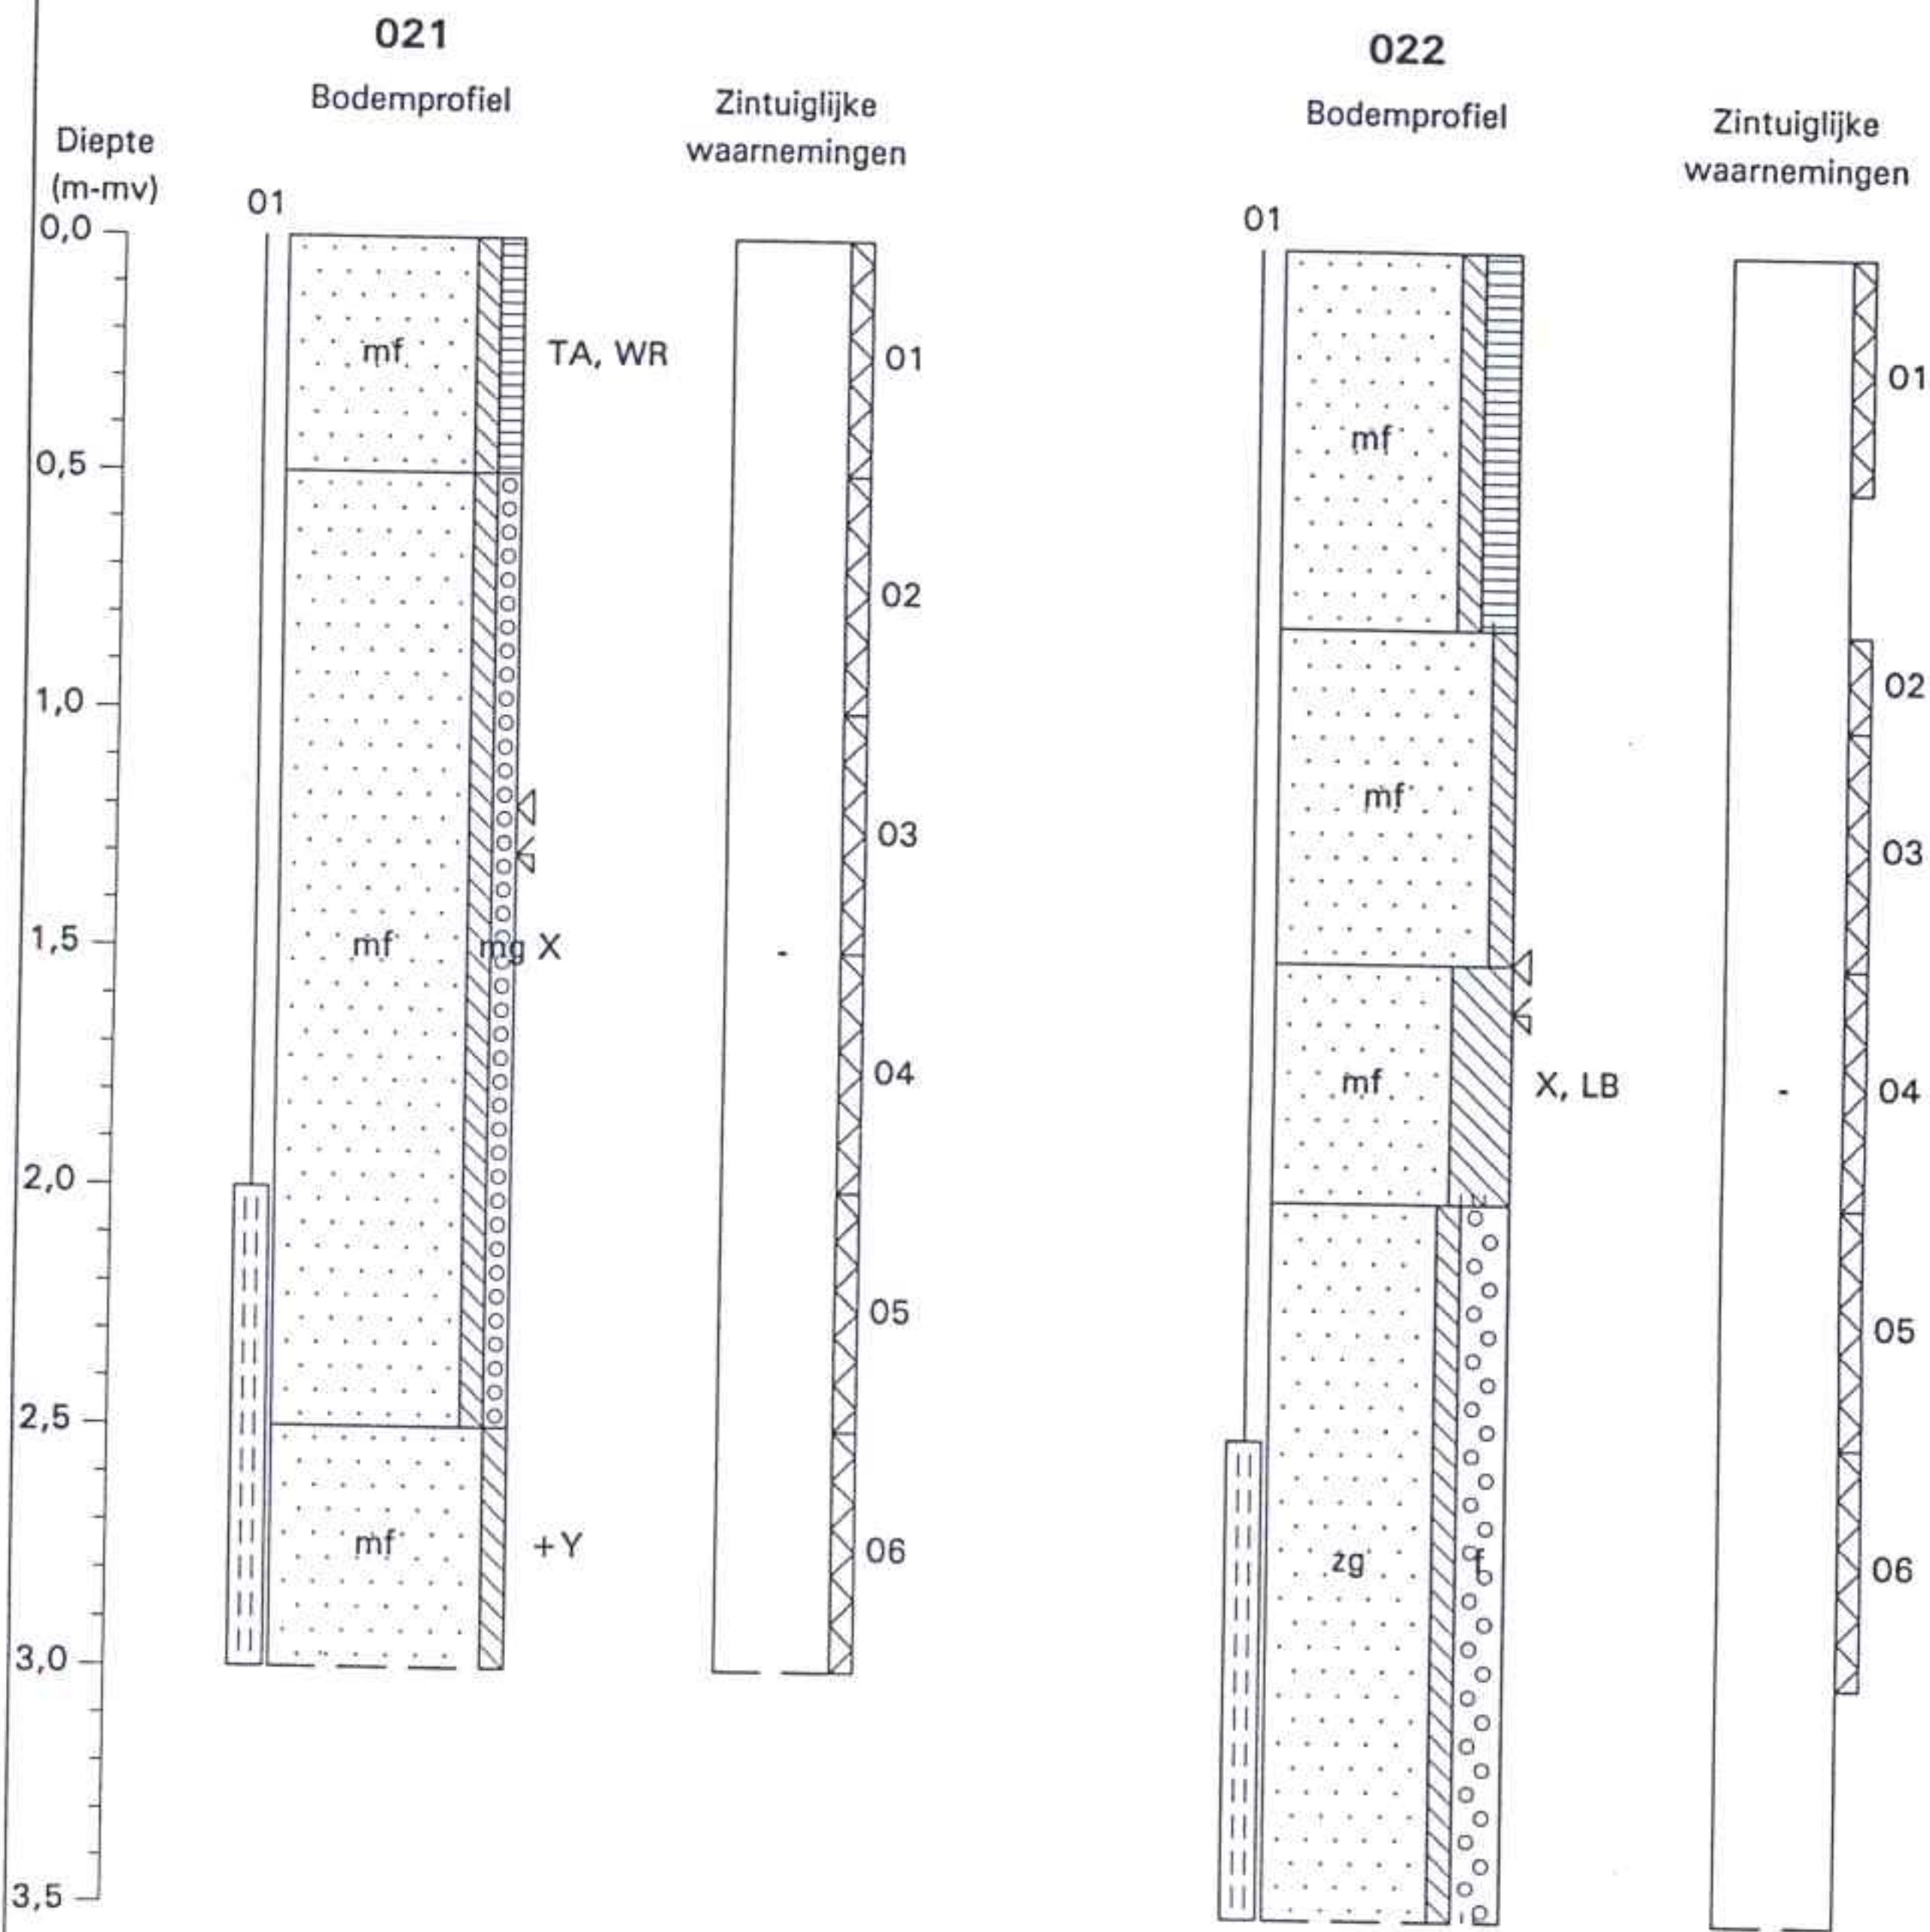 021
022
Bodemprofiel
Zintuiglijke
waarnemingen
Bodemprofiel
Zintuiglijke
waarnemingen
Diepte
(m-mv)
01
01
0,0
mf
TA, WR
01
01
mf
0,5
02
02
1,0
mf
03
03
1,5
mf
mg X
-
mf
X, LB
-
04
04
2,0
05
05
2,5
mf
+Y
06
zg
f
06
3,0
3,5